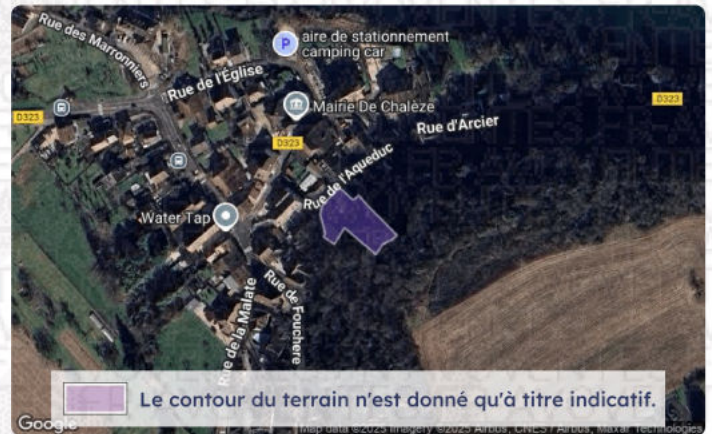 Rue des Marronniers
P
aire de stationnement
camping car
Rue de l'Église
D323
Mairie De Chalèze
D323
Rue d'Arcier
D323
Rue de l'Aqueduc
Water Tap
Rue de la Malate
Rue de Fouchere
Le contour du terrain n'est donné qu'à titre indicatif.
Google
Map data ©2025 Imagery ©2025 Airbus, CNES / Airbus, Maxar Technologies